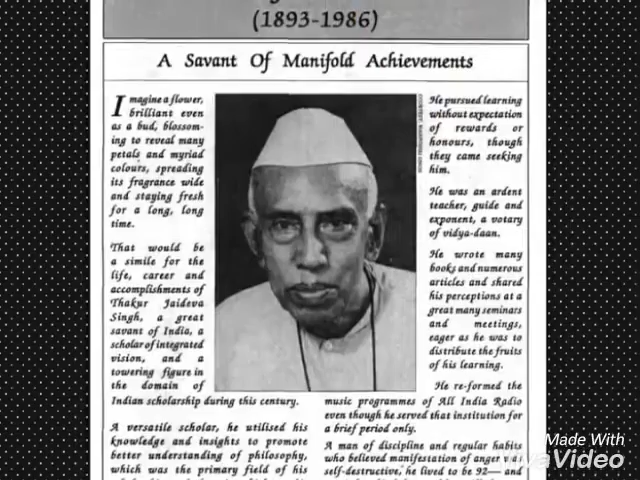 (1893-1986)
A Savant Of Manifold Achievements
Imagine a flower,
brilliant even
as a bud, blossom-
ing to reveal many
petals and myriad
colours, spreading
its fragrance wide
and staying fresh
for a long, long
time.
That would be
a simile for the
life, career and
accomplishments of
Thakur Jaideva
Singh, a great
savant of India, a
scholar of integrated
vision, and a
towering figure in
the domain of
Indian scholarship during this century.
A versatile scholar, he utilised his
knowledge and insights to promote
better understanding of philosophy,
which was the primary field of his
He pursued learning
without expectation
of rewards or
honours, though
they came seeking
him.
He was an ardent
teacher, guide and
exponent, a votary
of vidya-daan.
He wrote many
books and numerous
articles and shared
his perceptions at a
great many seminars
and meetings,
eager as he was to
distribute the fruits
of his learning.
He re-formed the
music programmes of All India Radio
even though he served that institution for
a brief period only.
A man of discipline and regular habits
who believed manifestation of anger was
self-destructive, he lived to be 92— and
Made With
VivaVideo